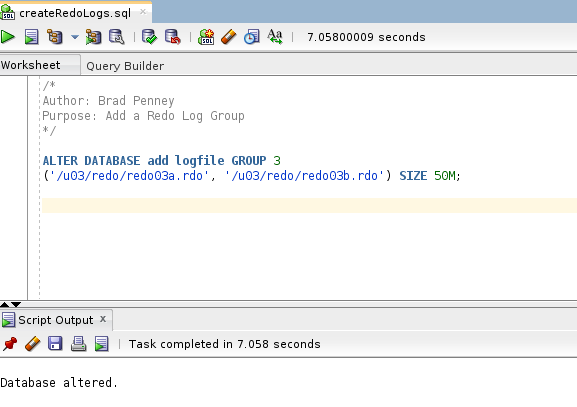 createRedoLogs.sql
7.05800009 seconds
Worksheet Query Builder
/*
Author: Brad Penney
Purpose: Add a Redo Log Group
*/
ALTER DATABASE add logfile GROUP 3
('/u03/redo/redo03a.rdo', '/u03/redo/redo03b.rdo') SIZE 50M;
Script Output x
Task completed in 7.058 seconds
Database altered.